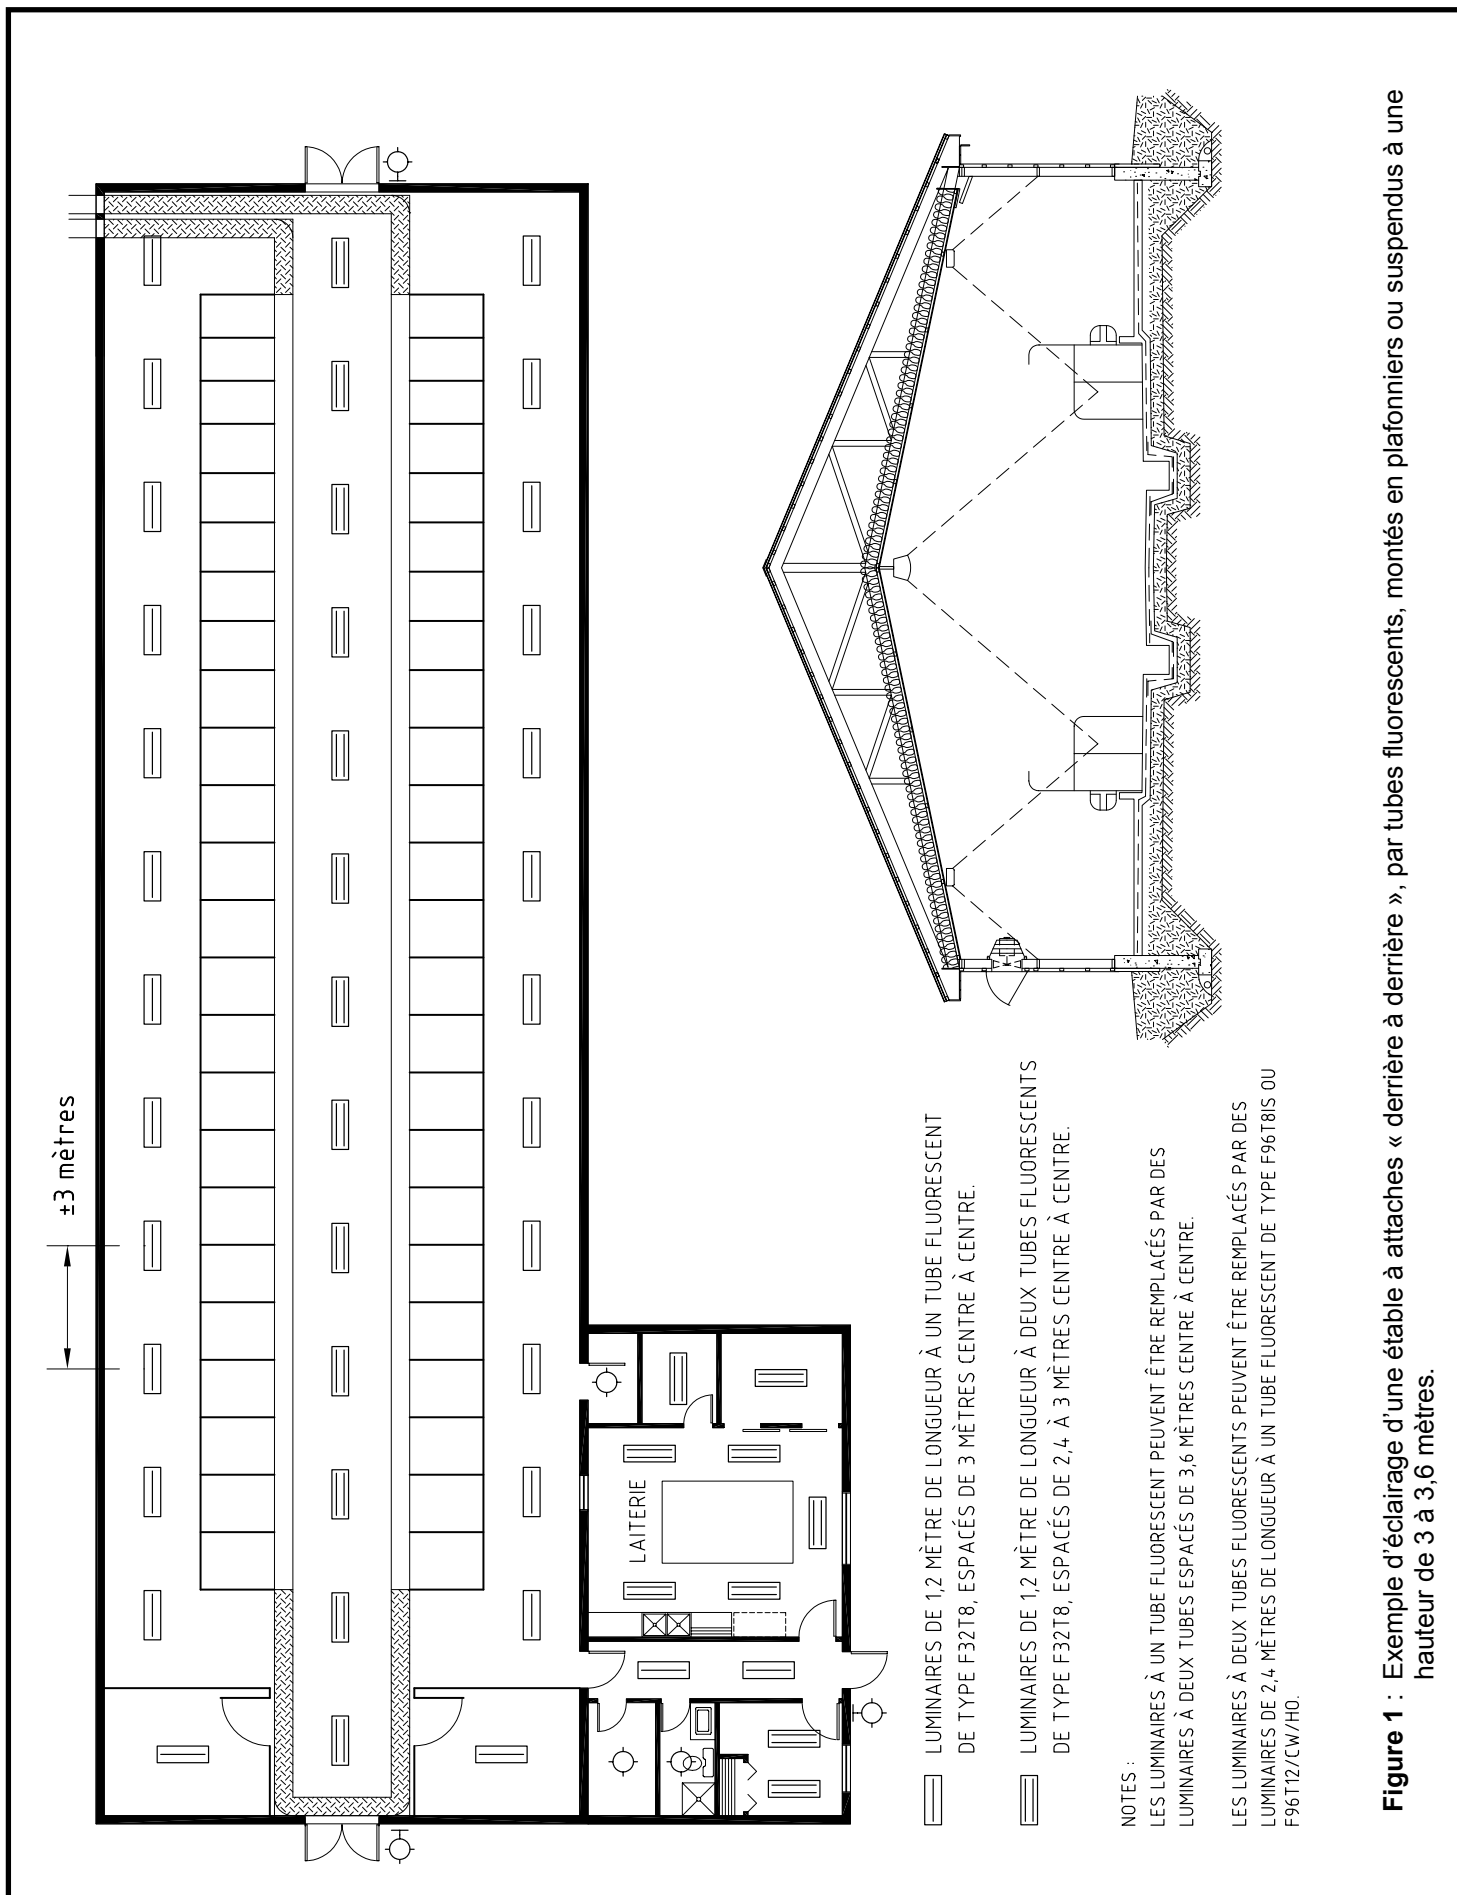 ±3 mètres
LAITERIE
LUMINAIRES DE 1,2 MÈTRE DE LONGUEUR À UN TUBE FLUORESCENT
DE TYPE F32T8, ESPACÉS DE 3 MÈTRES CENTRE À CENTRE.
LUMINAIRES DE 1,2 MÈTRE DE LONGUEUR À DEUX TUBES FLUORESCENTS
DE TYPE F32T8, ESPACÉS DE 2,4 À 3 MÈTRES CENTRE À CENTRE.
NOTES :
LES LUMINAIRES À UN TUBE FLUORESCENT PEUVENT ÊTRE REMPLACÉS PAR DES
LUMINAIRES À DEUX TUBES ESPACÉS DE 3,6 MÈTRES CENTRE À CENTRE.
LES LUMINAIRES À DEUX TUBES FLUORESCENTS PEUVENT ÊTRE REMPLACÉS PAR DES
LUMINAIRES DE 2,4 MÈTRES DE LONGUEUR À UN TUBE FLUORESCENT DE TYPE F96T8IS OU
F96T12/CW/HO.
Figure 1 : Exemple d'éclairage d'une étable à attaches « derrière à derrière », par tubes fluorescents, montés en plafonniers ou suspendus à une
hauteur de 3 à 3,6 mètres.